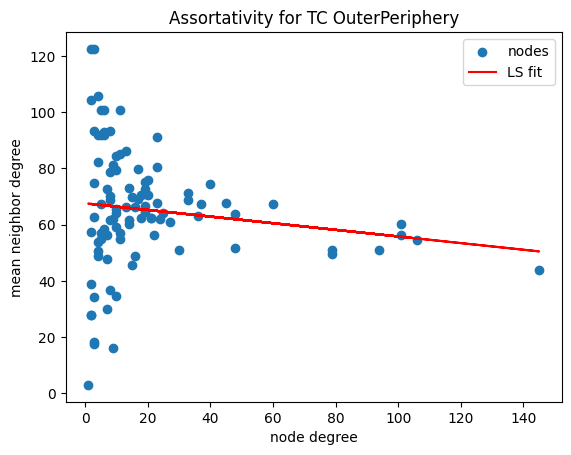 Assortativity for TC OuterPeriphery
nodes
LS fit
mean neighbor degree
120
100
80
60
40
20
0
0 20 40 60 80 100 120 140
node degree